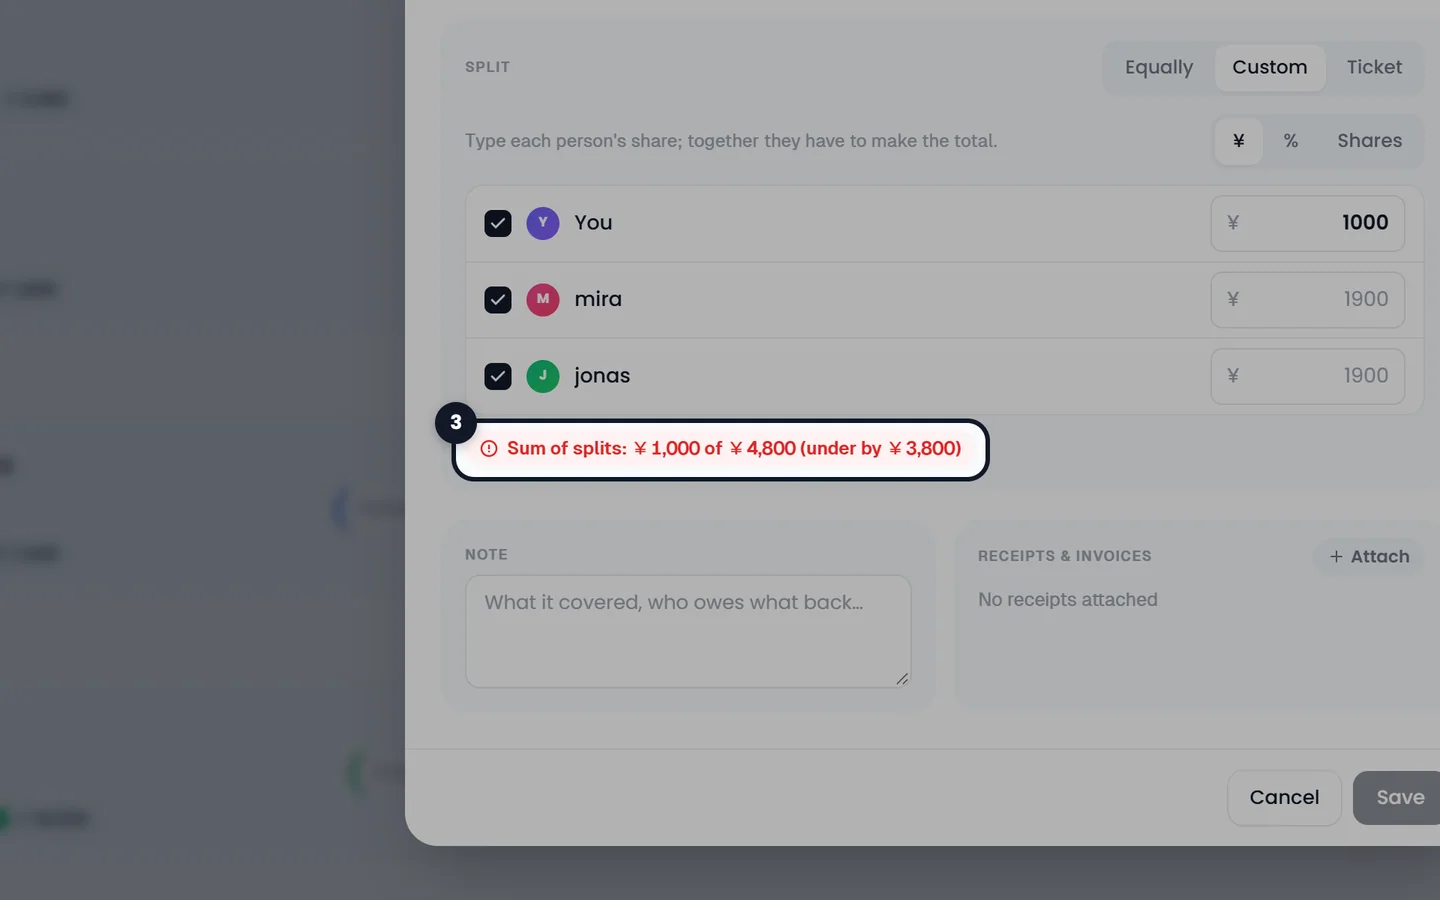 SPLIT
Equally Custom Ticket
Type each person's share; together they have to make the total.
¥ % Shares
Y You ¥ 1000
M mira ¥ 1900
J jonas ¥ 1900
3
Sum of splits: ¥ 1,000 of ¥ 4,800 (under by ¥ 3,800)
NOTE
What it covered, who owes what back...
RECEIPTS & INVOICES
+ Attach
No receipts attached
Cancel
Save